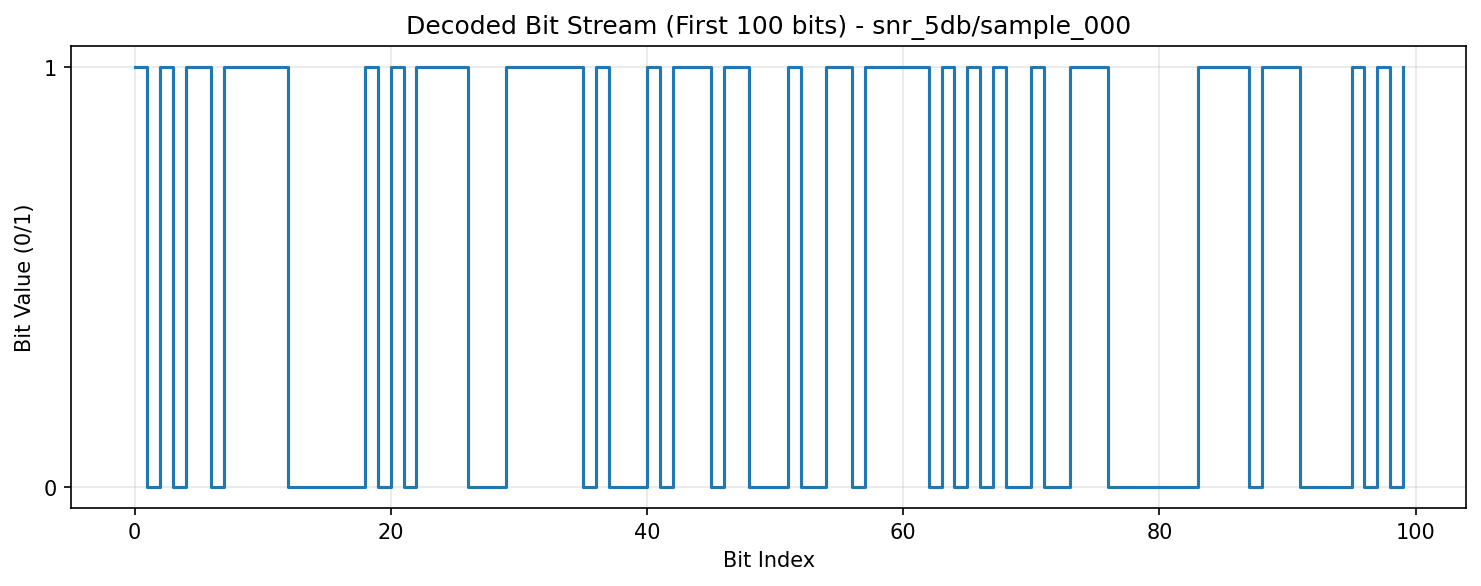 Decoded Bit Stream (First 100 bits) - snr_5db/sample_000
Bit Value (0/1)
1
0
0 20 40 60 80 100
Bit Index